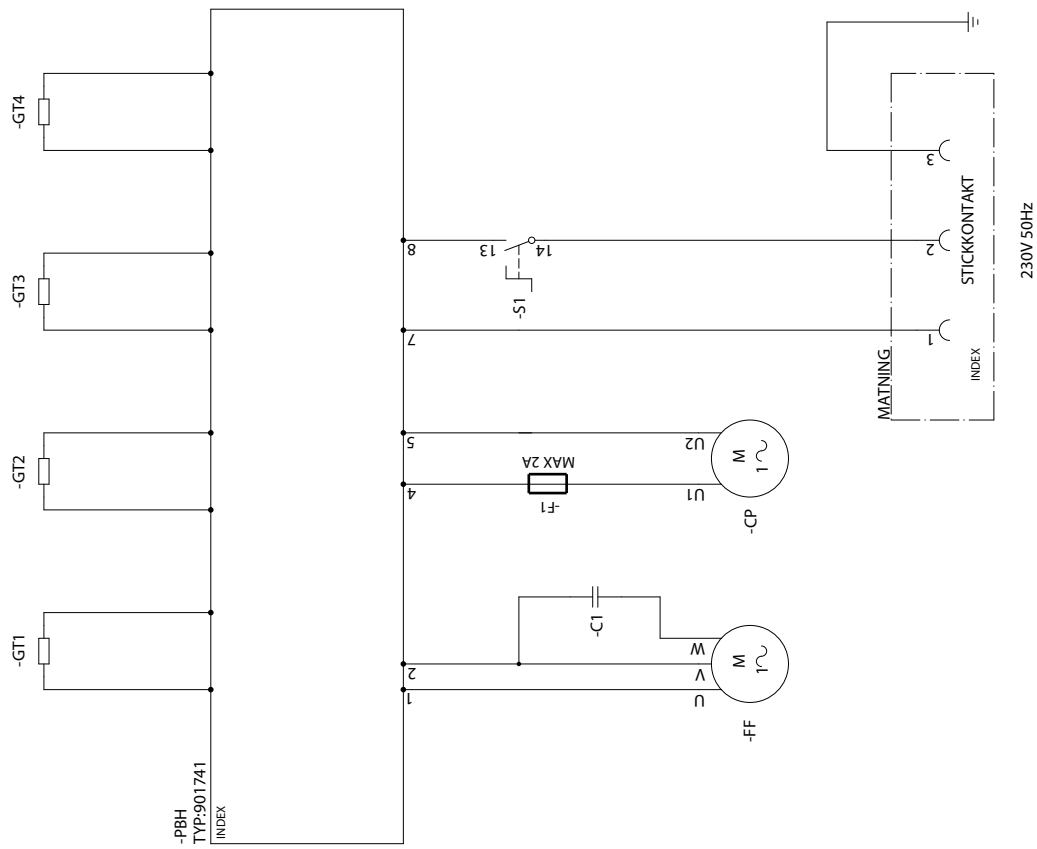 -GT1
-GT2
-GT3
-GT4
-PBH
TYP:901741
INDEX
1
2
4
5
7
8
-F1
MAX 2A
-S1
13
14
-C1
U
V
W
M
1
-FF
U1
U2
M
1
-CP
MATNING
1
2
3
INDEX
STICKKONTAKT
230V 50Hz